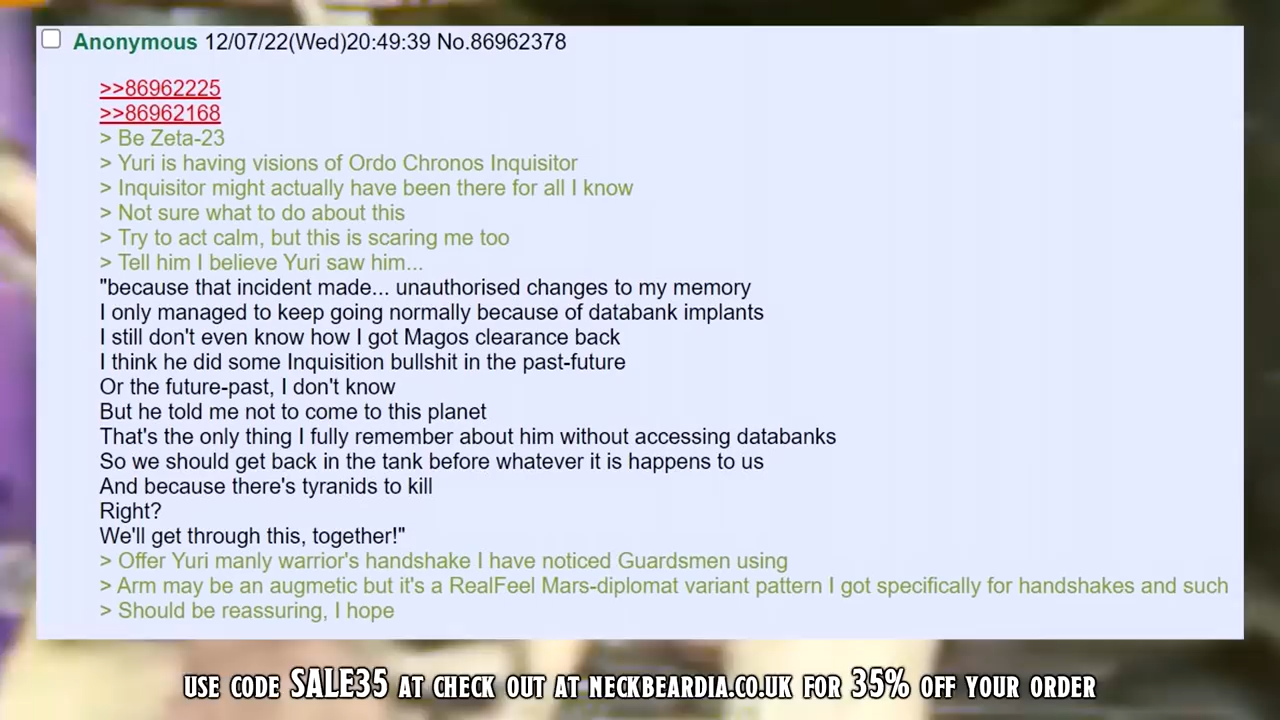 Anonymous 12/07/22(Wed)20:49:39 No.86962378
>>86962225
>>86962168
> Be Zeta-23
> Yuri is having visions of Ordo Chronos Inquisitor
> Inquisitor might actually have been there for all I know
> Not sure what to do about this
> Try to act calm, but this is scaring me too
> Tell him I believe Yuri saw him...
"because that incident made... unauthorised changes to my memory
I only managed to keep going normally because of databank implants
I still don't even know how I got Magos clearance back
I think he did some Inquisition bullshit in the past-future
Or the future-past, I don't know
But he told me not to come to this planet
That's the only thing I fully remember about him without accessing databanks
So we should get back in the tank before whatever it is happens to us
And because there's tyranids to kill
Right?
We'll get through this, together!"
> Offer Yuri manly warrior's handshake I have noticed Guardsmen using
> Arm may be an augmetic but it's a RealFeel Mars-diplomat variant pattern I got specifically for handshakes and such
> Should be reassuring, I hope
USE CODE SALE35 AT CHECK OUT AT NECKBEARDIA.CO.UK FOR 35% OFF YOUR ORDER